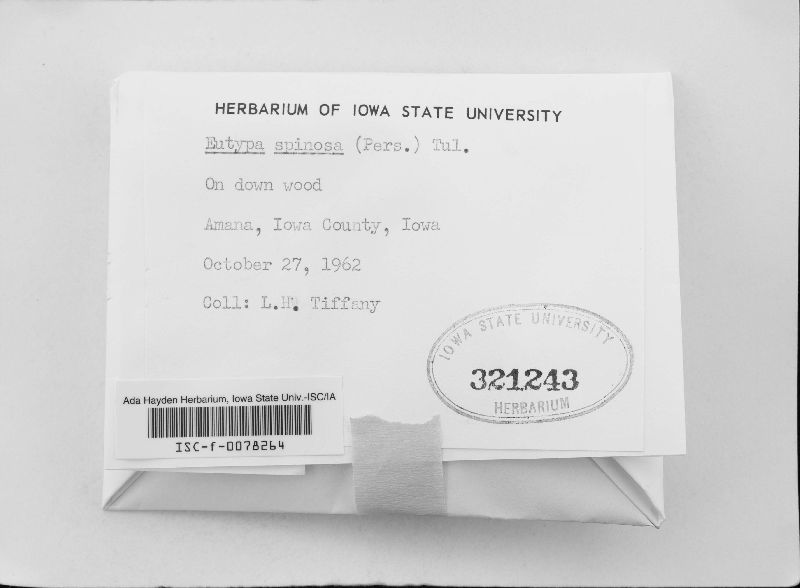 HERBARIUM OF IOWA STATE UNIVERSITY
Eutypa spinosa (Pers.) Tul.
On down wood
Amana, Iowa County, Iowa
October 27, 1962
Coll: L.H. Tiffany
IOWA STATE UNIVERSITY
321243
HERBARIUM
Ada Hayden Herbarium, Iowa State Univ.-ISC/IA
ISC-f-0078264